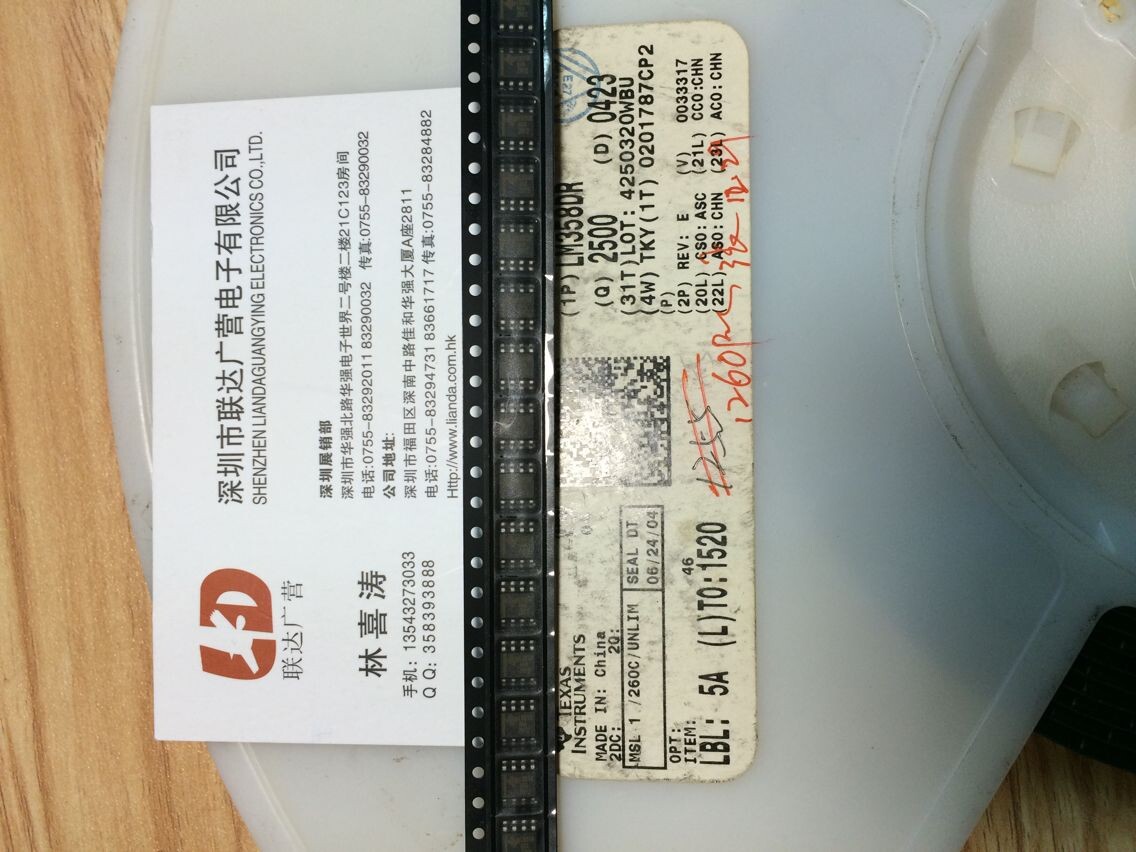 深圳市联达广营电子有限公司
SHENZHEN LIANDAGUANGYING ELECTRONICS CO.,LTD.
深圳展销部
深圳市华强北路华强电子世界二号楼二楼21C123房间
电话:0755-83292011 83290032 传真:0755-83290032
公司地址:
深圳市福田区深南中路佳和华强大厦A座2811
电话:0755-83294731 83661717 传真:0755-83284882
Http://www.lianda.com.hk
LD
联达广营
林喜涛
手机: 13543273033
Q Q: 358393888
(1P) LM358DR
(Q) 2500 (D) 0423
(31T)LOT: 4250320WBU
(4W) TKY(1T) 0201787CP2
(P)
(2P) REV: E (V) 0033317
(20L) CSO: ASC (21L) CCO:CHN
(22L) ASO: CHN (23L) ACO: CHN
TEXAS
INSTRUMENTS
MADE IN: China
2DC: 2Q:
MSL 1 /260C/UNLIM SEAL DT
06/24/04
OPT:
ITEM: 46
LBL: 5A (L)TO:1520
1255